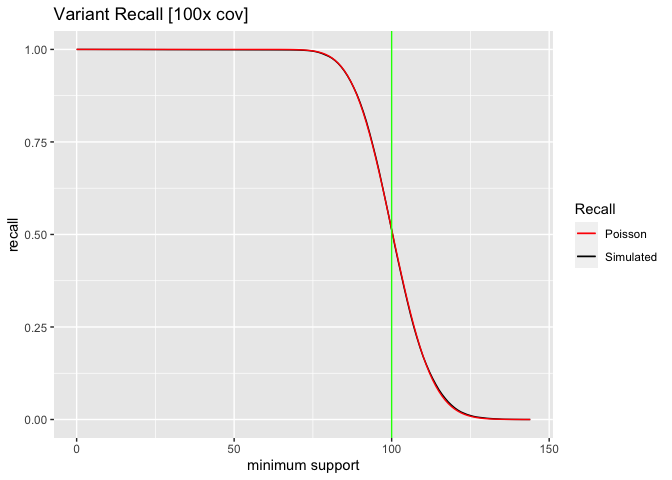 Variant Recall [100x cov]
1.00
0.75
0.50
0.25
0.00
recall
0
50
100
150
minimum support
Recall
Poisson
Simulated